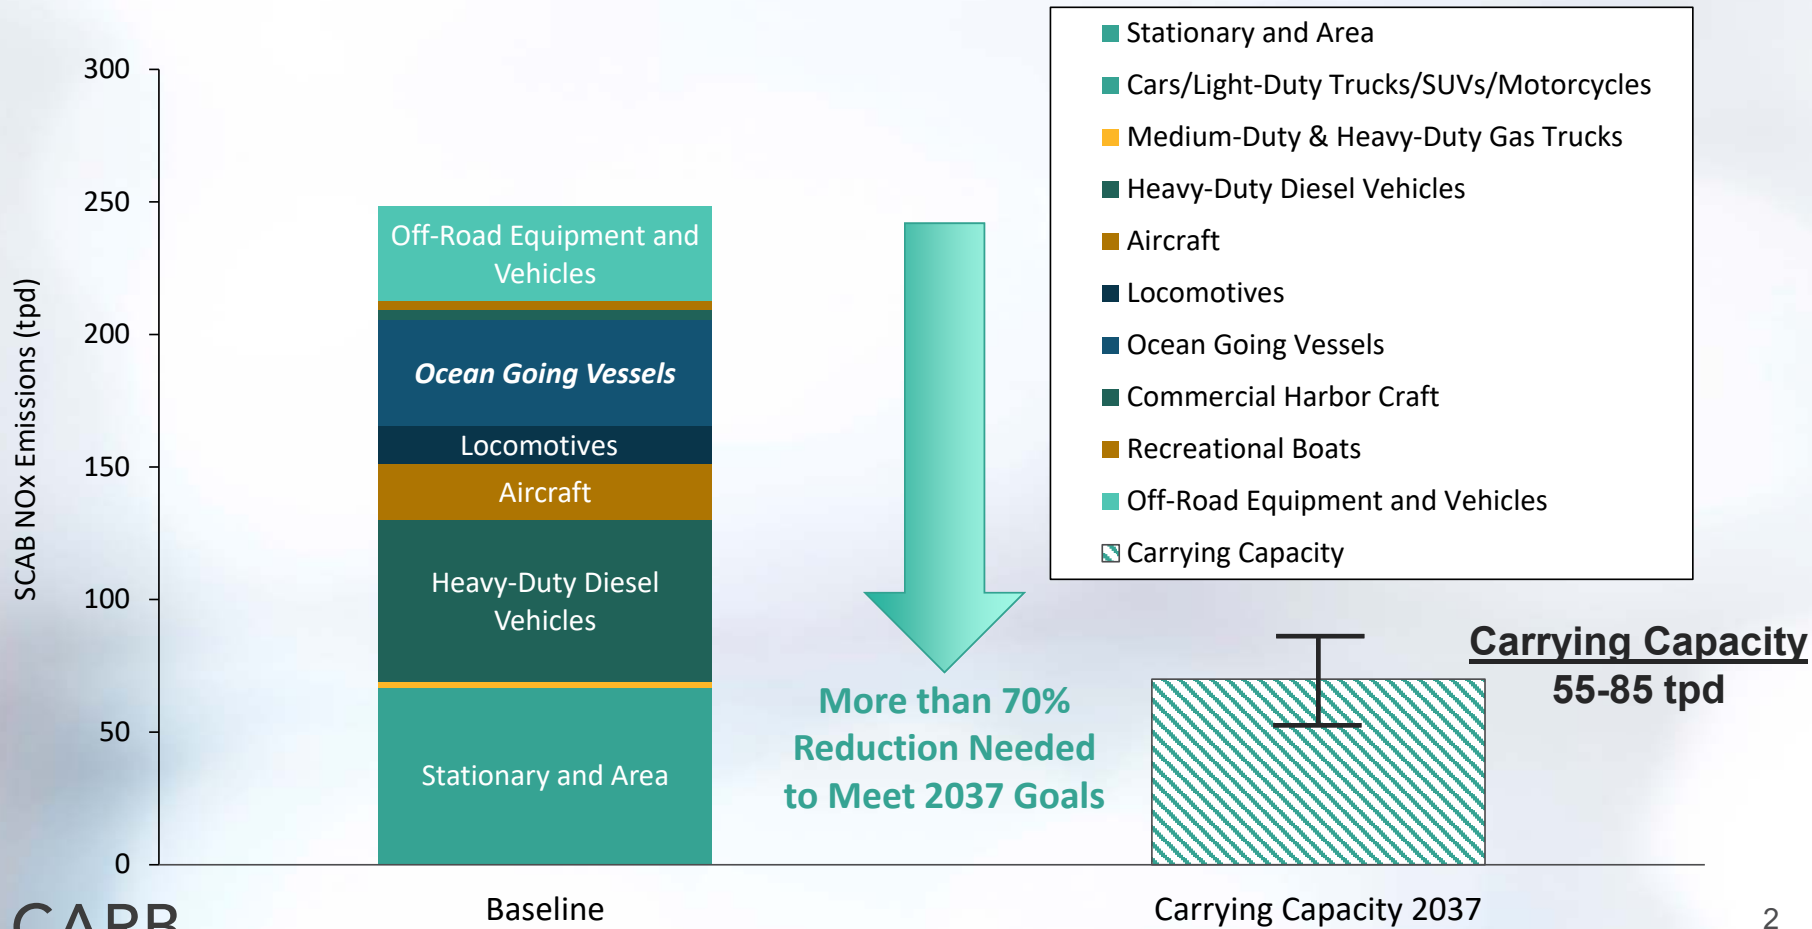 Stationary and Area
Cars/Light-Duty Trucks/SUVs/Motorcycles
Medium-Duty & Heavy-Duty Gas Trucks
Heavy-Duty Diesel Vehicles
Aircraft
Locomotives
Ocean Going Vessels
Commercial Harbor Craft
Recreational Boats
Off-Road Equipment and Vehicles
Carrying Capacity
SCAB NOx Emissions (tpd)
300
250
200
150
100
50
0
Off-Road Equipment and
Vehicles
Ocean Going Vessels
Locomotives
Aircraft
Heavy-Duty Diesel
Vehicles
Stationary and Area
More than 70%
Reduction Needed
to Meet 2037 Goals
Carrying Capacity
55-85 tpd
Baseline
Carrying Capacity 2037
CARB
2